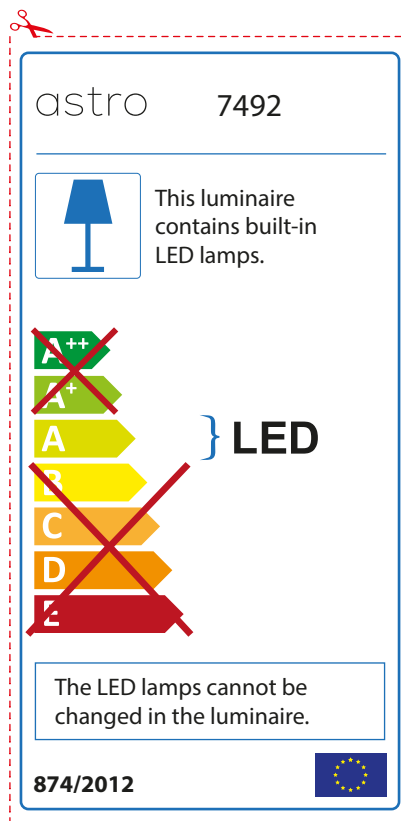 astro 7492
This luminaire
contains built-in
LED lamps.
A++
A+
A
LED
B
C
D
E
The LED lamps cannot be
changed in the luminaire.
874/2012